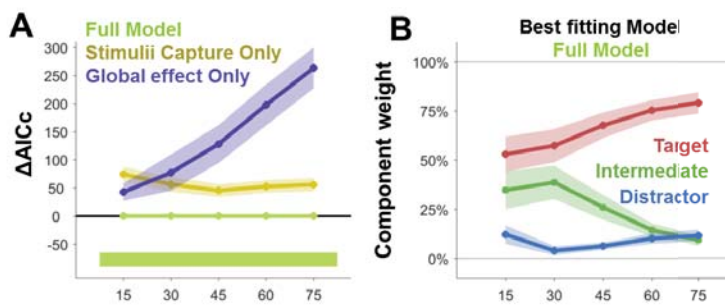 A
Full Model
Stimulii Capture Only
Global effect Only
ΔAICc
300
250
200
150
100
50
0
-50
15 30 45 60 75
B
Best fitting Model
Full Model
Component weight
100%
75%
50%
25%
0%
Target
Intermediate
Distractor
15 30 45 60 75